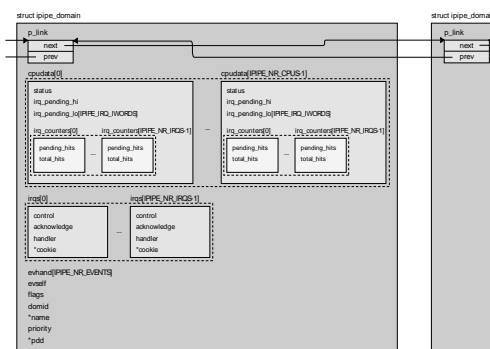 struct ipipe_domain
p_link
next
prev
cpudata[0]
status
irq_pending_hi
irq_pending_lo[IPIPE_IRQ_IWORDS]
irq_counters[0]
pending_hits
total_hits
...
irq_counters[IPIPE_NR_IRQS-1]
pending_hits
total_hits
...
cpudata[IPIPE_NR_CPUS-1]
status
irq_pending_hi
irq_pending_lo[IPIPE_IRQ_IWORDS]
irq_counters[0]
pending_hits
total_hits
...
irq_counters[IPIPE_NR_IRQS-1]
pending_hits
total_hits
irqs[0]
control
acknowledge
handler
*cookie
...
irqs[IPIPE_NR_IRQS-1]
control
acknowledge
handler
*cookie
evhand[IPIPE_NR_EVENTS]
evself
flags
domid
*name
priority
*pdd
struct ipipe_domai
p_link
next
prev